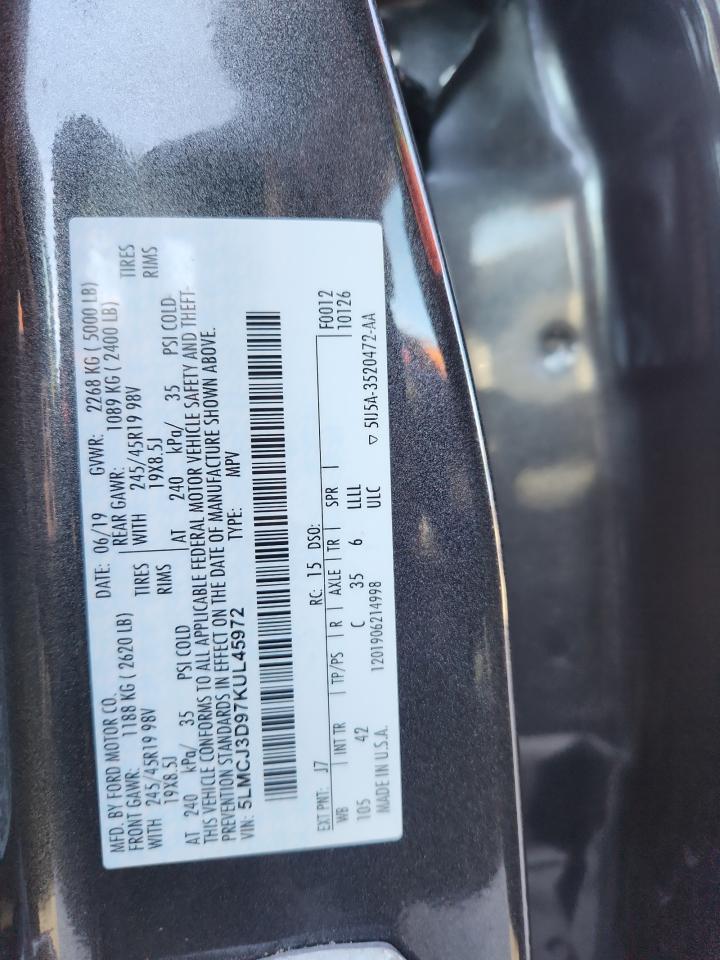 MFD. BY FORD MOTOR CO. DATE: 06/19 GVWR: 2268 KG ( 5000 LB)
FRONT GAWR: 1188 KG ( 2620 LB) REAR GAWR: 1089 KG ( 2400 LB)
WITH 245/45R19 98V TIRES WITH 245/45R19 98V TIRES
19X8.5J RIMS 19X8.5J RIMS
AT 240 kPa/ 35 PSI COLD AT 240 kPa/ 35 PSI COLD
THIS VEHICLE CONFORMS TO ALL APPLICABLE FEDERAL MOTOR VEHICLE SAFETY AND THEFT-
PREVENTION STANDARDS IN EFFECT ON THE DATE OF MANUFACTURE SHOWN ABOVE.
VIN: 5LMCJ3D97KUL45972 TYPE: MPV
EXT PNT: J7 RC: 15 DSO: F0012
WB INT TR TP/PS R AXLE TR SPR 10126
105 42 C 35 6 LLLL
MADE IN U.S.A. 1201906214998 ULC ▽ 5U5A-3520472-AA